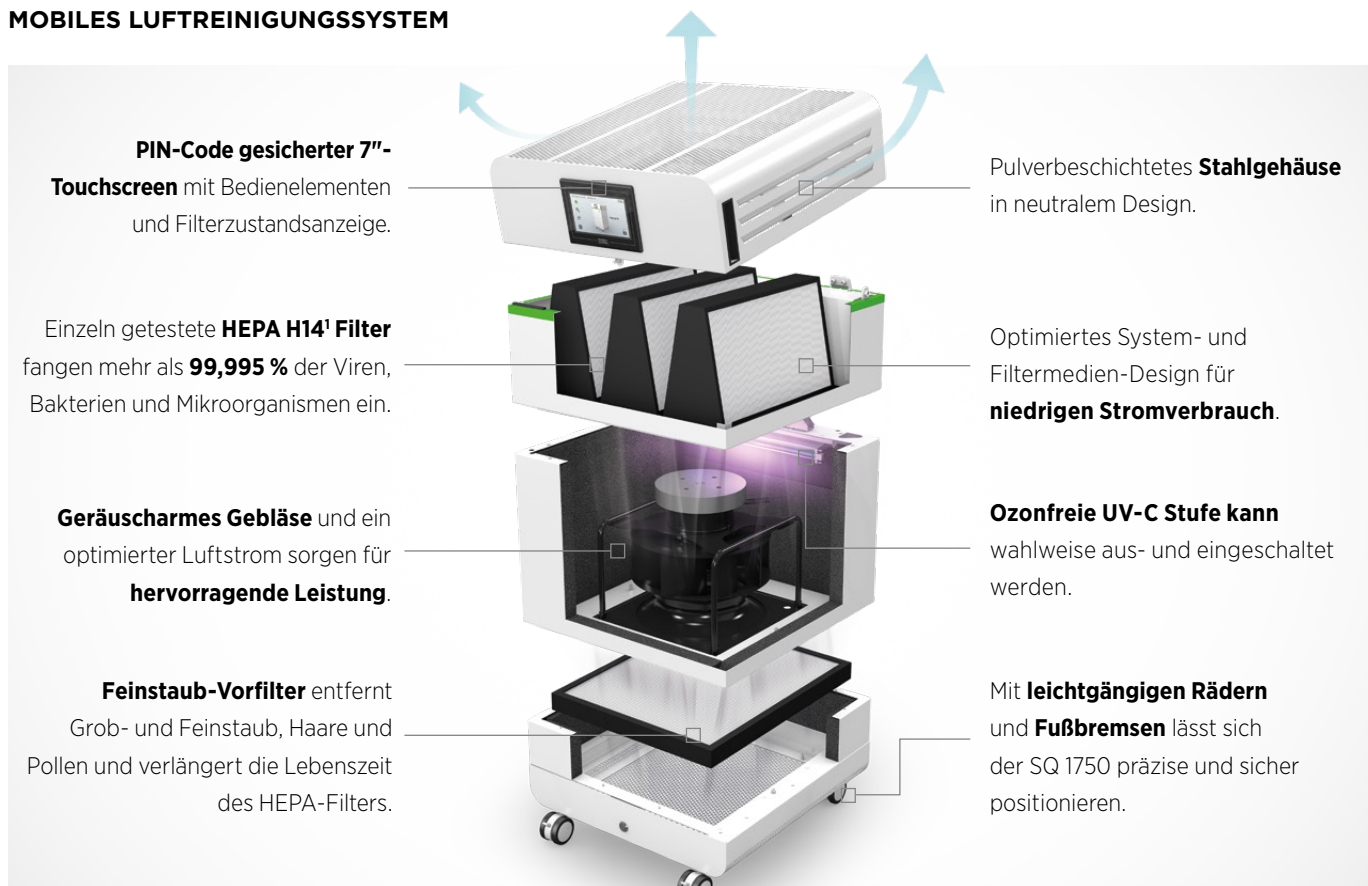 MOBILES LUFTREINIGUNGSSYSTEM
PIN-Code gesicherter 7"-
Touchscreen mit Bedienelementen
und Filterzustandsanzeige.
Einzeln getestete HEPA H14¹ Filter
fangen mehr als 99,995 % der Viren,
Bakterien und Mikroorganismen ein.
Geräuscharmes Gebläse und ein
optimierter Luftstrom sorgen für
hervorragende Leistung.
Feinstaub-Vorfilter entfernt
Grob- und Feinstaub, Haare und
Pollen und verlängert die Lebenszeit
des HEPA-Filters.
Pulverbeschichtetes Stahlgehäuse
in neutralem Design.
Optimiertes System- und
Filtermedien-Design für
niedrigen Stromverbrauch.
Ozonfreie UV-C Stufe kann
wahlweise aus- und eingeschaltet
werden.
Mit leichtgängigen Rädern
und Fußbremsen lässt sich
der SQ 1750 präzise und sicher
positionieren.